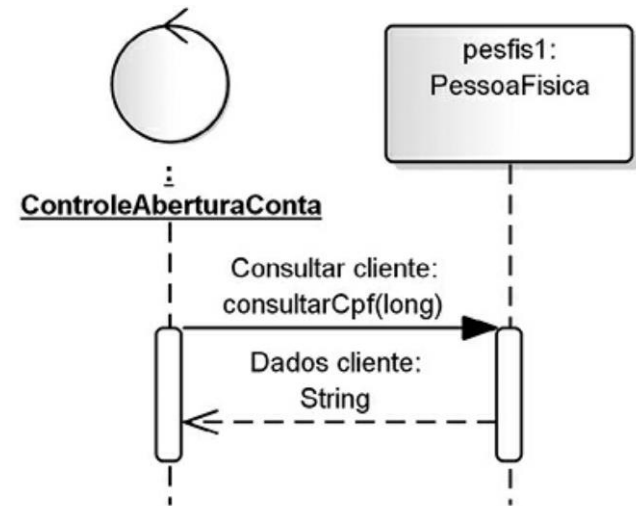 pesfis1:
PessoaFisica
:
ControleAberturaConta
Consultar cliente:
consultarCpf(long)
Dados cliente:
String